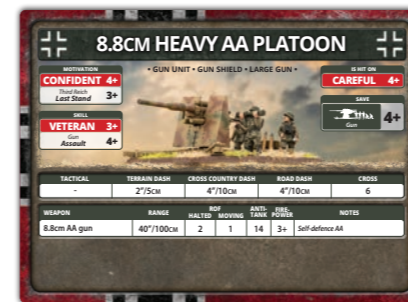 8.8CM HEAVY AA PLATOON
• GUN UNIT • GUN SHIELD • LARGE GUN •
MOTIVATION
CONFIDENT 4+
Third Reich
Last Stand 3+
SKILL
VETERAN 3+
Gun
Assault 4+
IS HIT ON
CAREFUL 4+
SAVE
Gun 4+
TACTICAL TERRAIN DASH CROSS COUNTRY DASH ROAD DASH CROSS
- 2"/5CM 4"/10CM 4"/10CM 6
WEAPON RANGE ROF HALTED MOVING ANTI-TANK FIRE-POWER NOTES
8.8cm AA gun 40"/100CM 2 1 14 3+ Self-defence AA